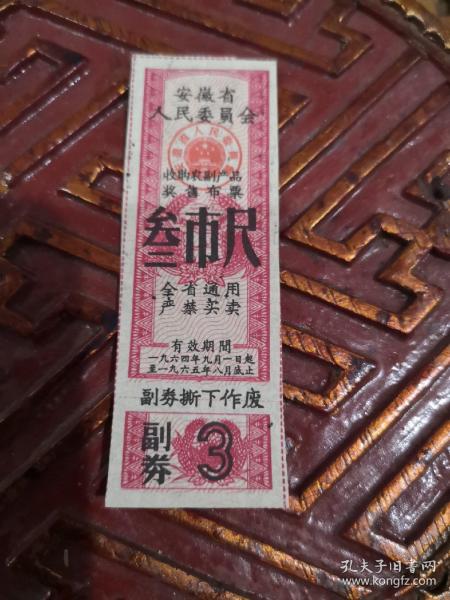 安徽省
人民委員会
收购农副产品
奖售布票
叁市尺
全省通用
严禁买卖
有效期間
一九六四年九月一日起
至一九六五年八月底止
副券撕下作废
副券
3
孔夫子旧书网
www.kongfz.com